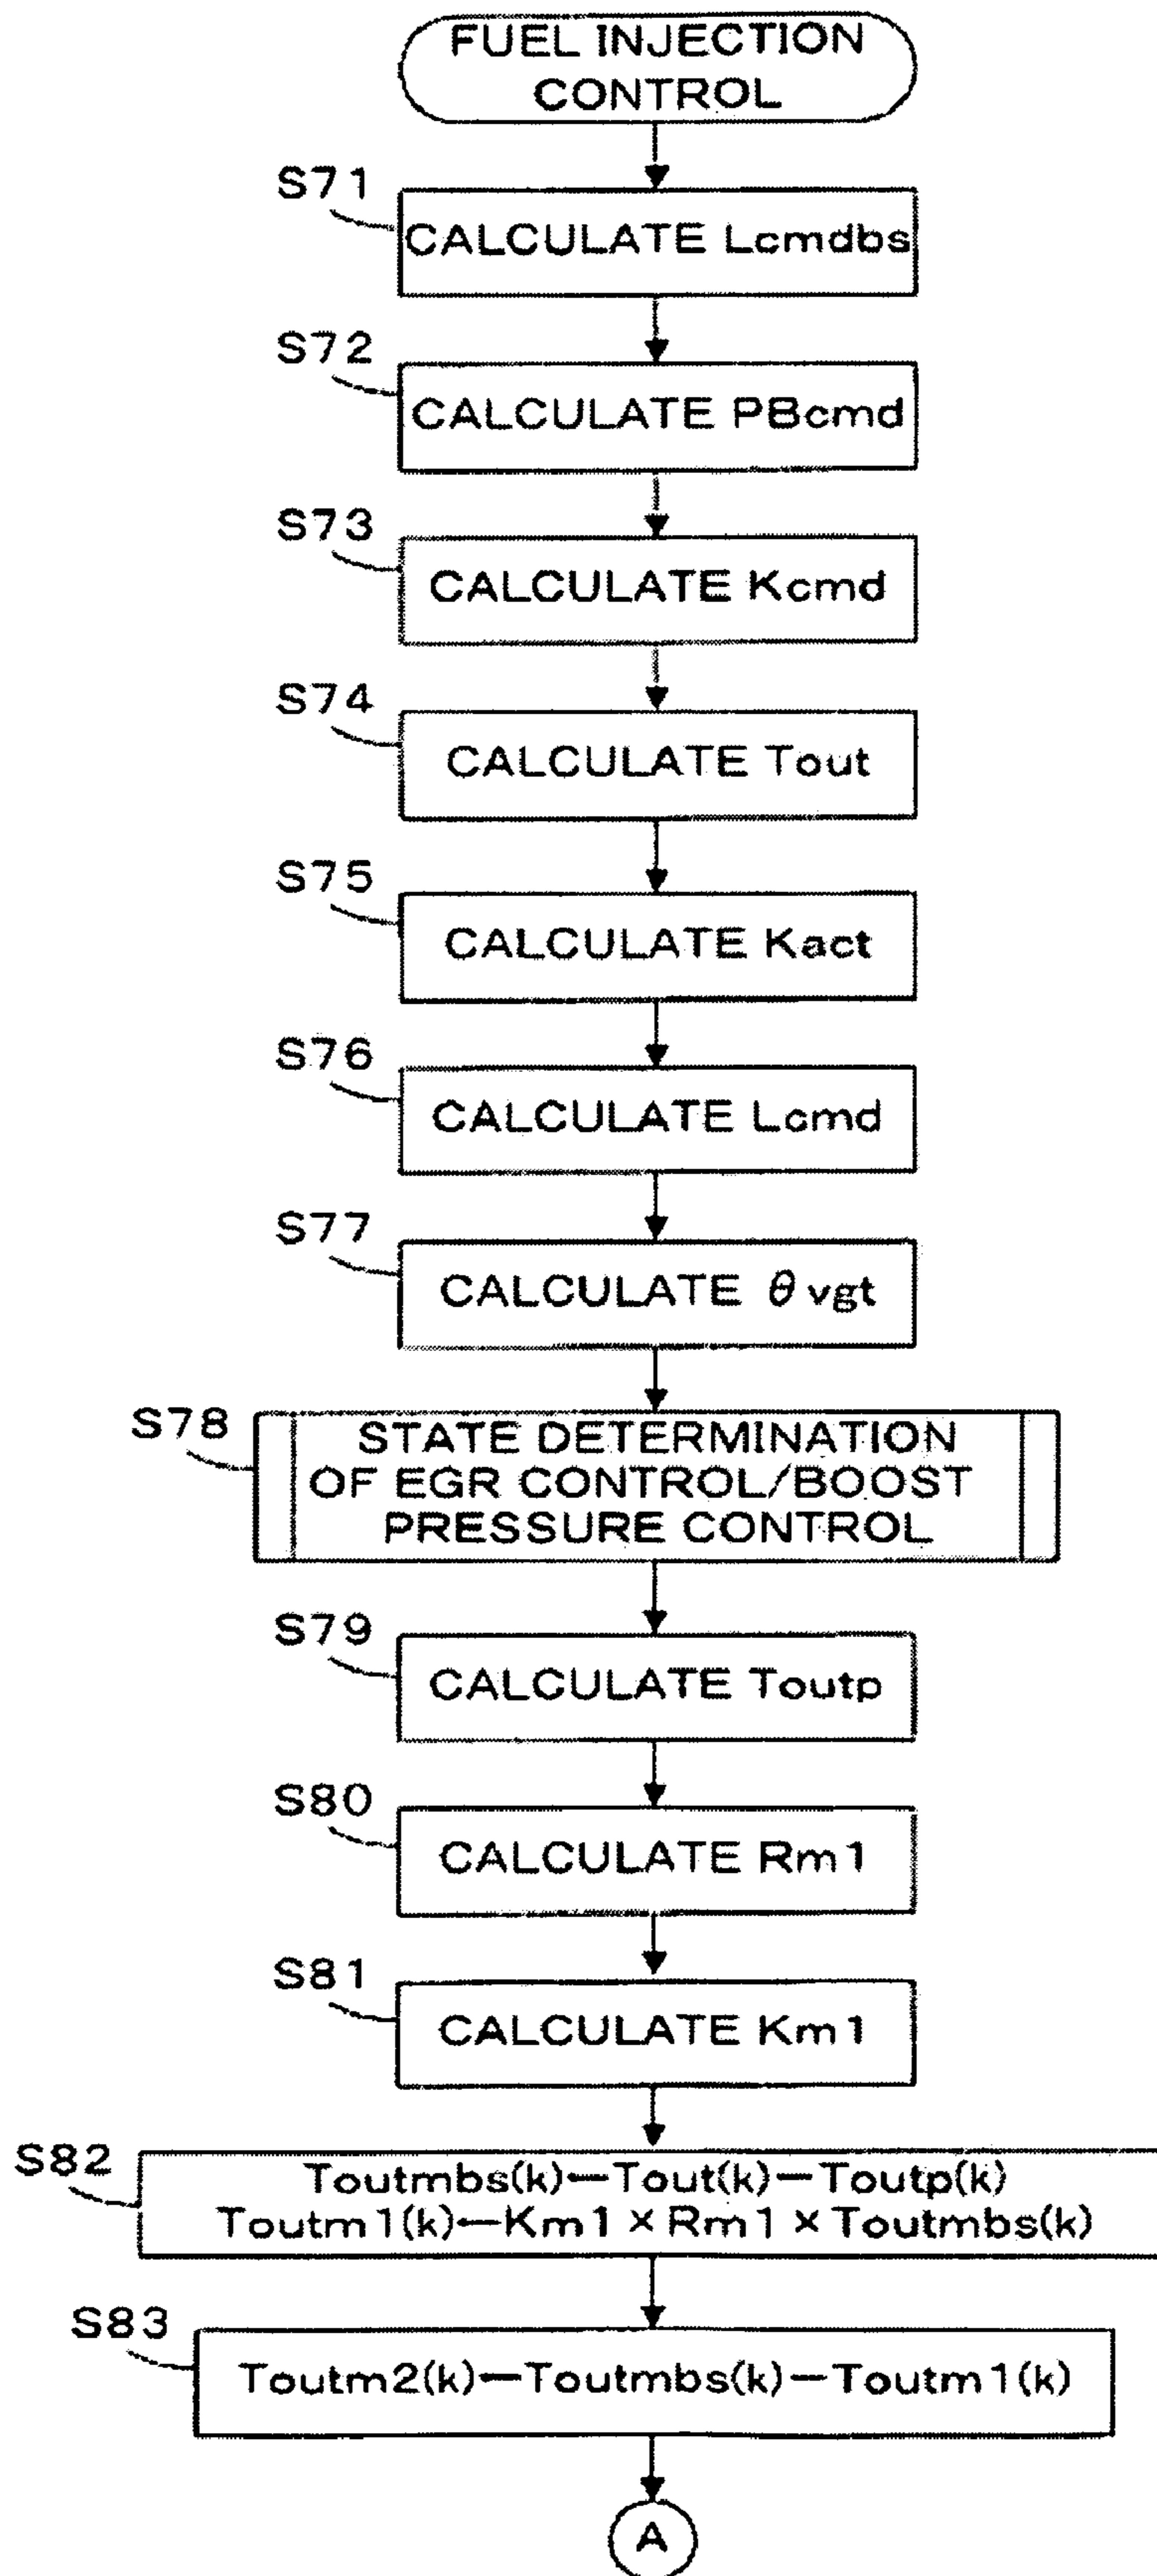 FUEL INJECTION
CONTROL
S71
CALCULATE Lcmdbs
S72
CALCULATE PBcmd
S73
CALCULATE Kcmd
S74
CALCULATE Tout
S75
CALCULATE Kact
S76
CALCULATE Lcmd
S77
CALCULATE θvgt
S78
STATE DETERMINATION
OF EGR CONTROL/BOOST
PRESSURE CONTROL
S79
CALCULATE Toutp
S80
CALCULATE Rm1
S81
CALCULATE Km1
S82
Toutmbs(k)←Tout(k)−Toutp(k)
Toutm1(k)←Km1×Rm1×Toutmbs(k)
S83
Toutm2(k)←Toutmbs(k)−Toutm1(k)
A